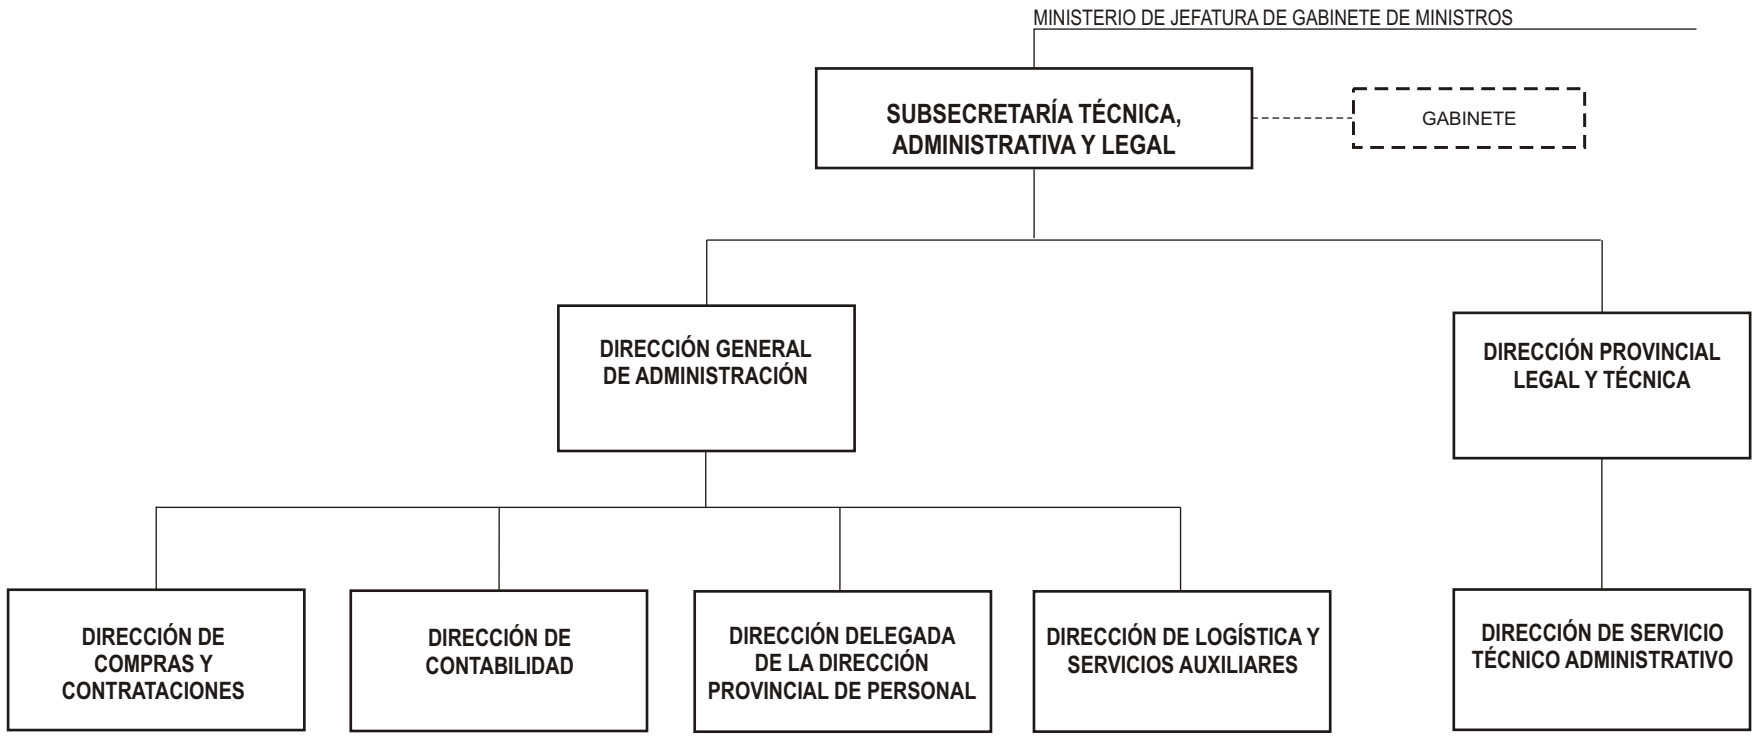 MINISTERIO DE JEFATURA DE GABINETE DE MINISTROS
SUBSECRETARÍA TÉCNICA,
ADMINISTRATIVA Y LEGAL
GABINETE
DIRECCIÓN GENERAL
DE ADMINISTRACIÓN
DIRECCIÓN PROVINCIAL
LEGAL Y TÉCNICA
DIRECCIÓN DE
COMPRAS Y
CONTRATACIONES
DIRECCIÓN DE
CONTABILIDAD
DIRECCIÓN DELEGADA
DE LA DIRECCIÓN
PROVINCIAL DE PERSONAL
DIRECCIÓN DE LOGÍSTICA Y
SERVICIOS AUXILIARES
DIRECCIÓN DE SERVICIO
TÉCNICO ADMINISTRATIVO